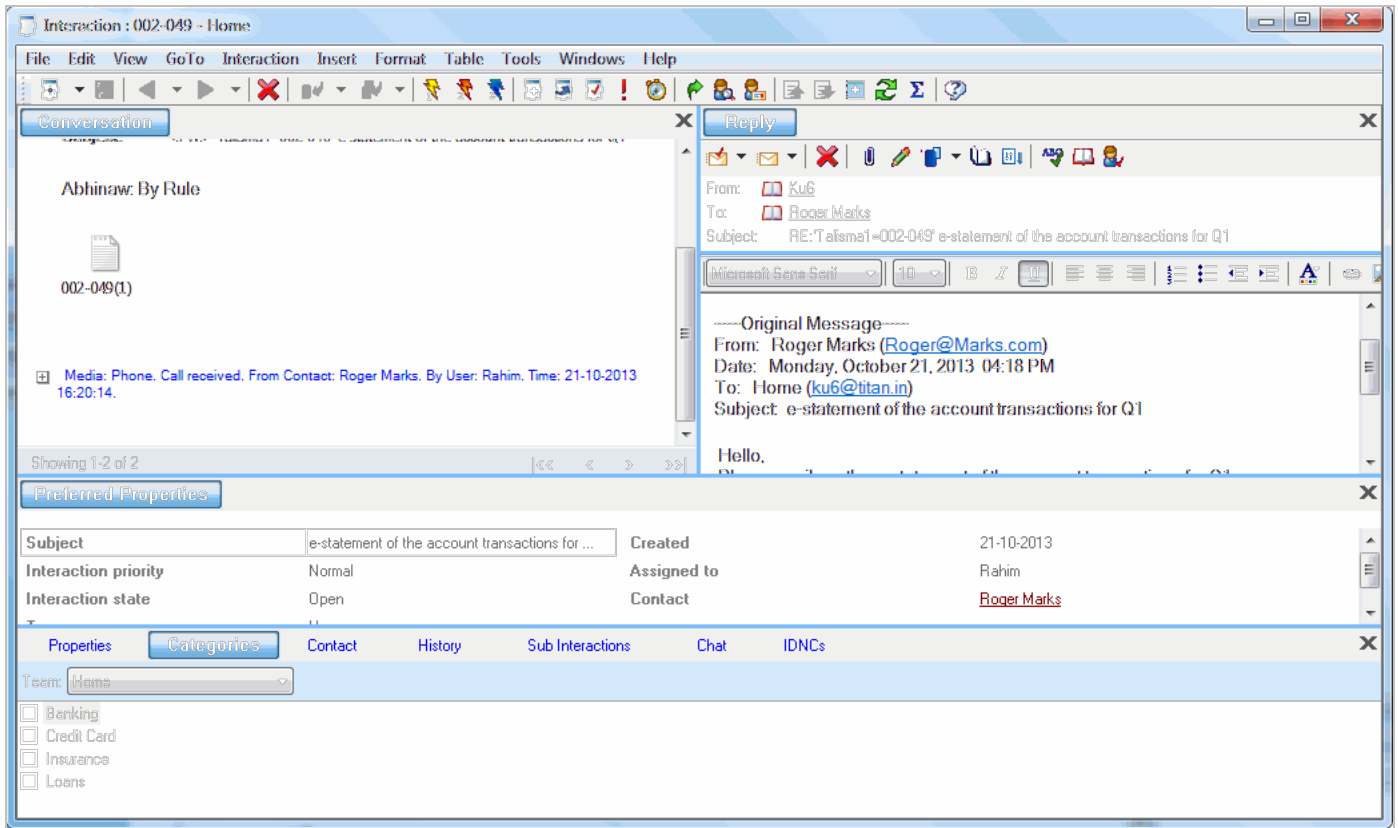 Interaction : 002-049 - Home
File Edit View GoTo Interaction Insert Format Table Tools Windows Help
Conversation
Abhinaw: By Rule
002-049(1)
Media: Phone. Call received. From Contact: Roger Marks. By User: Rahim. Time: 21-10-2013
16:20:14.
Showing 1-2 of 2
Reply
From: Ku6
To: Roger Marks
Subject: RE:'Talisma1=002-049' e-statement of the account transactions for Q1
Microsoft Sans Serif 10 B I U
-----Original Message-----
From: Roger Marks (Roger@Marks.com)
Date: Monday, October 21, 2013 04:18 PM
To: Home (ku6@titan.in)
Subject: e-statement of the account transactions for Q1
Hello,
Preferred Properties
Subject e-statement of the account transactions for ... Created 21-10-2013
Interaction priority Normal Assigned to Rahim
Interaction state Open Contact Roger Marks
Properties Categories Contact History Sub Interactions Chat IDNCs
Team: Home
Banking
Credit Card
Insurance
Loans